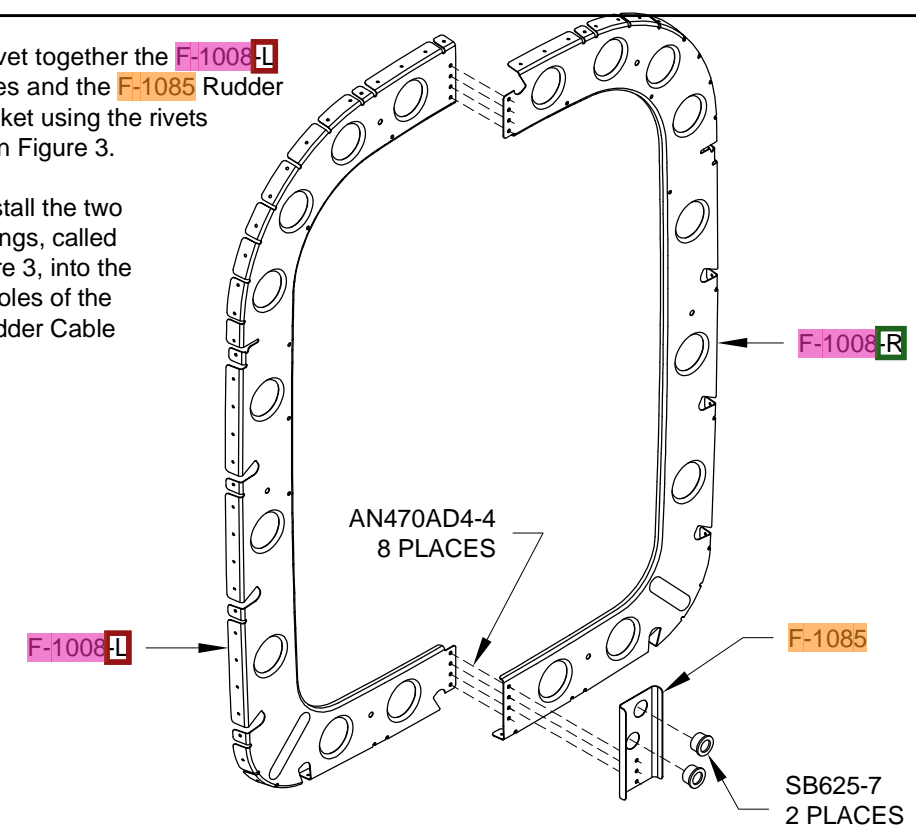 vet together the F-1008-L
es and the F-1085 Rudder
ket using the rivets
n Figure 3.
stall the two
ngs, called
e 3, into the
oles of the
dder Cable
F-1008-R
AN470AD4-4
8 PLACES
F-1008-L
F-1085
SB625-7
2 PLACES